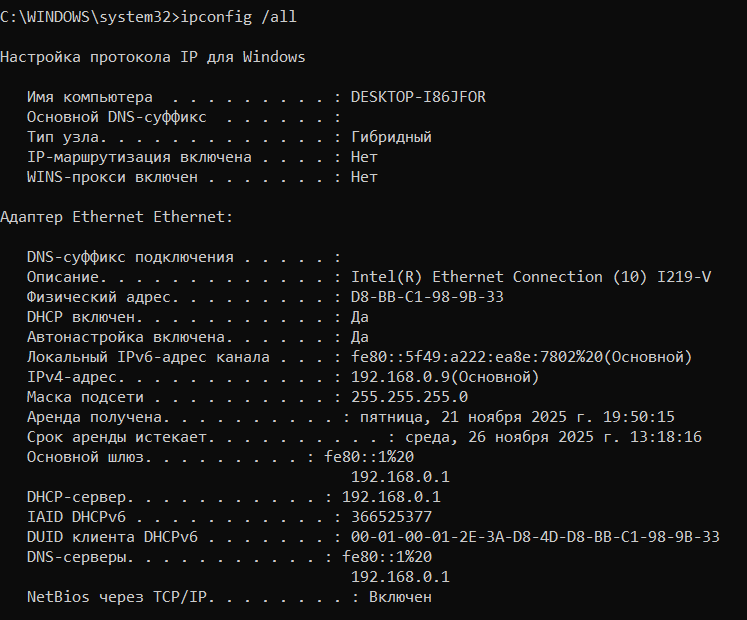 C:\WINDOWS\system32>ipconfig /all
Настройка протокола IP для Windows
Имя компьютера . . . . . . . . . : DESKTOP-I86JFOR
Основной DNS-суффикс . . . . . . :
Тип узла. . . . . . . . . . . . . : Гибридный
IP-маршрутизация включена . . . . : Нет
WINS-прокси включен . . . . . . . : Нет
Адаптер Ethernet Ethernet:
DNS-суффикс подключения . . . . . :
Описание. . . . . . . . . . . . . : Intel(R) Ethernet Connection (10) I219-V
Физический адрес. . . . . . . . . : D8-BB-C1-98-9B-33
DHCP включен. . . . . . . . . . . : Да
Автонастройка включена. . . . . . : Да
Локальный IPv6-адрес канала . . . : fe80::5f49:a222:ea8e:7802%20(Основной)
IPv4-адрес. . . . . . . . . . . . : 192.168.0.9(Основной)
Маска подсети . . . . . . . . . . : 255.255.255.0
Аренда получена. . . . . . . . . . : пятница, 21 ноября 2025 г. 19:50:15
Срок аренды истекает. . . . . . . . . . : среда, 26 ноября 2025 г. 13:18:16
Основной шлюз. . . . . . . . . : fe80::1%20
192.168.0.1
DHCP-сервер. . . . . . . . . . . : 192.168.0.1
IAID DHCPv6 . . . . . . . . . . . : 366525377
DUID клиента DHCPv6 . . . . . . . : 00-01-00-01-2E-3A-D8-4D-D8-BB-C1-98-9B-33
DNS-серверы. . . . . . . . . . . : fe80::1%20
192.168.0.1
NetBios через TCP/IP. . . . . . . . : Включен